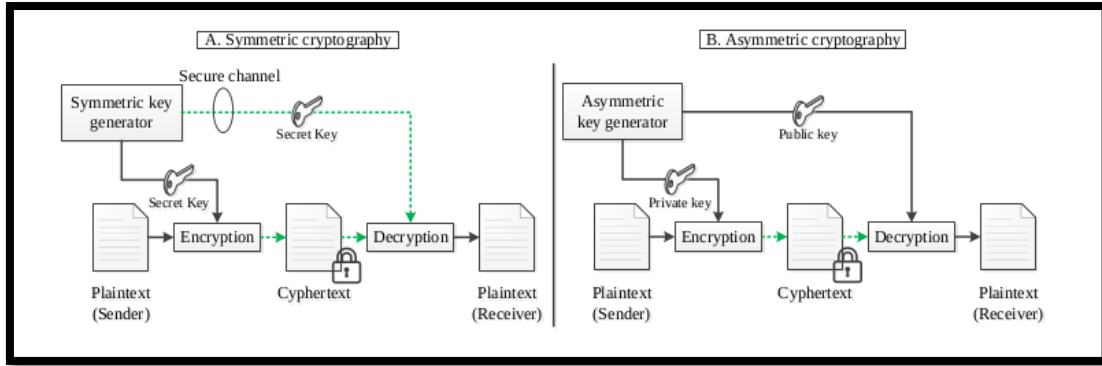 A. Symmetric cryptography
Secure channel
Symmetric key
generator
Secret Key
Secret Key
Encryption
Decryption
Plaintext
(Sender)
Cyphertext
Plaintext
(Receiver)
B. Asymmetric cryptography
Asymmetric
key generator
Public key
Private key
Encryption
Decryption
Plaintext
(Sender)
Cyphertext
Plaintext
(Receiver)